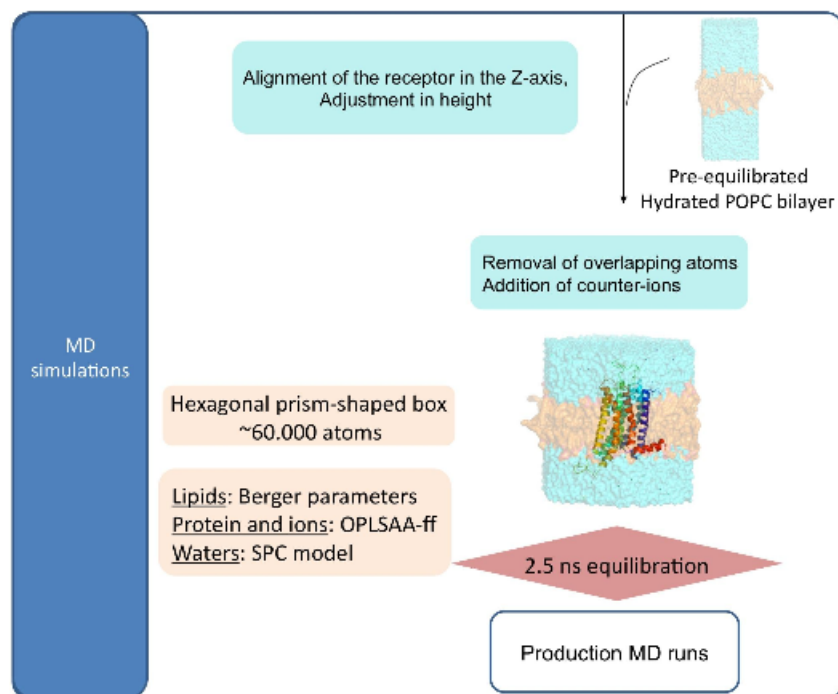 Alignment of the receptor in the Z-axis,
Adjustment in height
Pre-equilibrated
Hydrated POPC bilayer
Removal of overlapping atoms
Addition of counter-ions
MD
simulations
Hexagonal prism-shaped box
~60.000 atoms
Lipids: Berger parameters
Protein and ions: OPLSAA-ff
Waters: SPC model
2.5 ns equilibration
Production MD runs